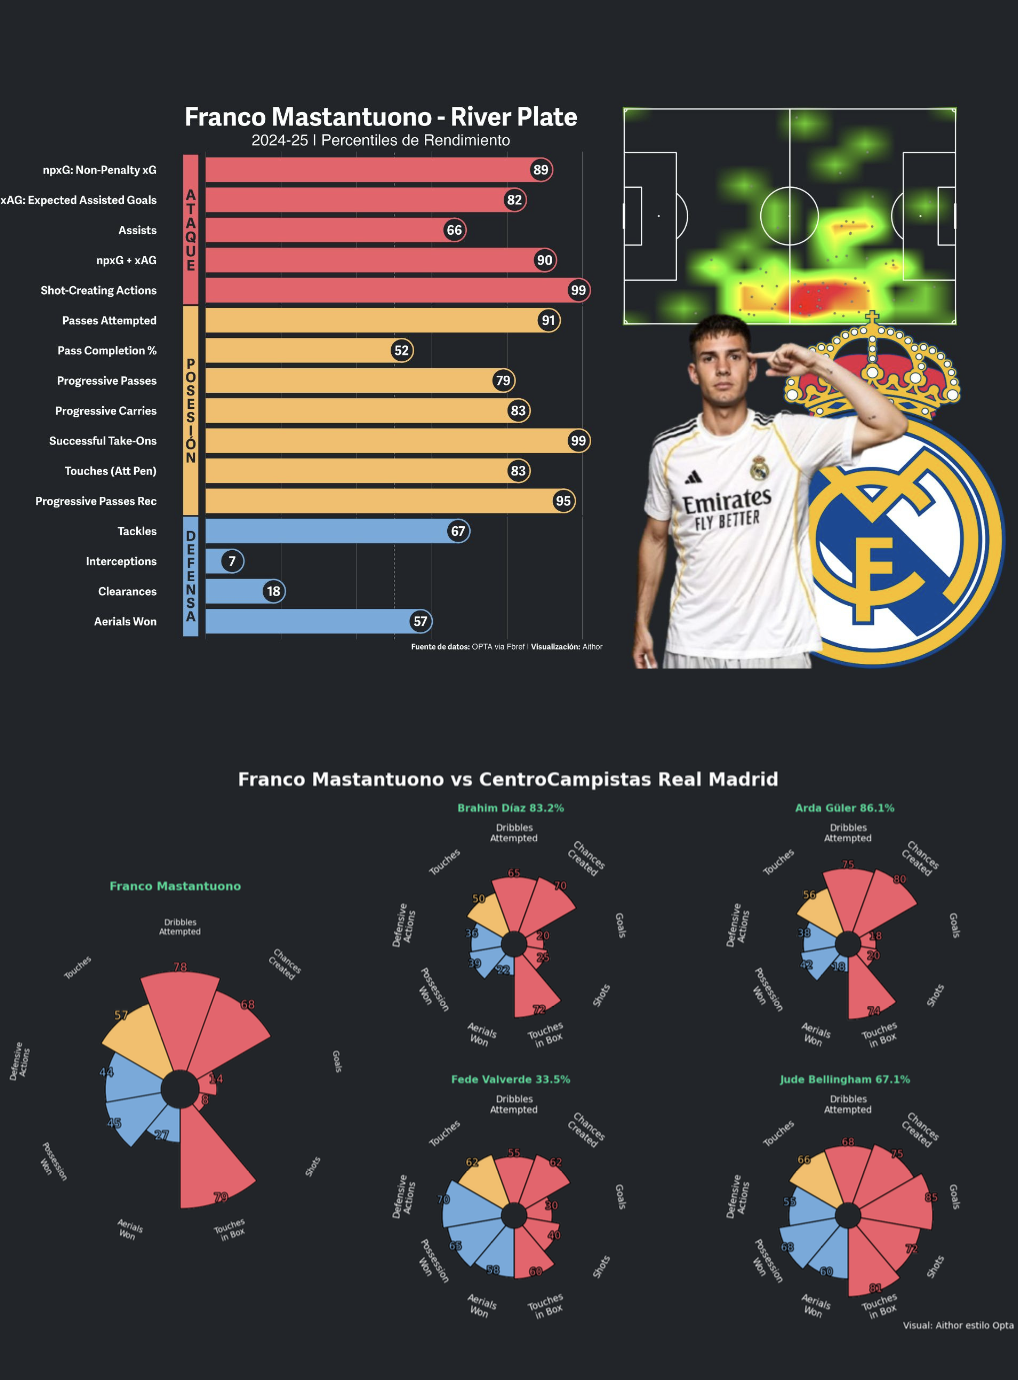 Franco Mastantuono - River Plate
2024-25 | Percentiles de Rendimiento
ATAQUE
npxG: Non-Penalty xG 89
xAG: Expected Assisted Goals 82
Assists 66
npxG + xAG 90
Shot-Creating Actions 99
POSESIÓN
Passes Attempted 91
Pass Completion % 52
Progressive Passes 79
Progressive Carries 83
Successful Take-Ons 99
Touches (Att Pen) 83
Progressive Passes Rec 95
DEFENSA
Tackles 67
Interceptions 7
Clearances 18
Aerials Won 57
Fuente de datos: OPTA via Fbref | Visualización: Aithor
Emirates
FLY BETTER
Franco Mastantuono vs CentroCampistas Real Madrid
Franco Mastantuono
Dribbles
Attempted
78
Chances
Created
68
Goals
14
Shots
8
Touches
in Box
79
Aerials
Won
27
Possession
Won
45
Defensive
Actions
44
Touches
57
Brahim Díaz 83.2%
Dribbles
Attempted
65
Chances
Created
70
Goals
20
Shots
25
Touches
in Box
72
Aerials
Won
22
Possession
Won
39
Defensive
Actions
36
Touches
50
Arda Güler 86.1%
Dribbles
Attempted
75
Chances
Created
80
Goals
18
Shots
20
Touches
in Box
74
Aerials
Won
18
Possession
Won
42
Defensive
Actions
38
Touches
56
Fede Valverde 33.5%
Dribbles
Attempted
55
Chances
Created
62
Goals
30
Shots
40
Touches
in Box
60
Aerials
Won
58
Possession
Won
65
Defensive
Actions
70
Touches
62
Jude Bellingham 67.1%
Dribbles
Attempted
68
Chances
Created
75
Goals
85
Shots
72
Touches
in Box
81
Aerials
Won
60
Possession
Won
68
Defensive
Actions
55
Touches
66
Visual: Aithor estilo Opta